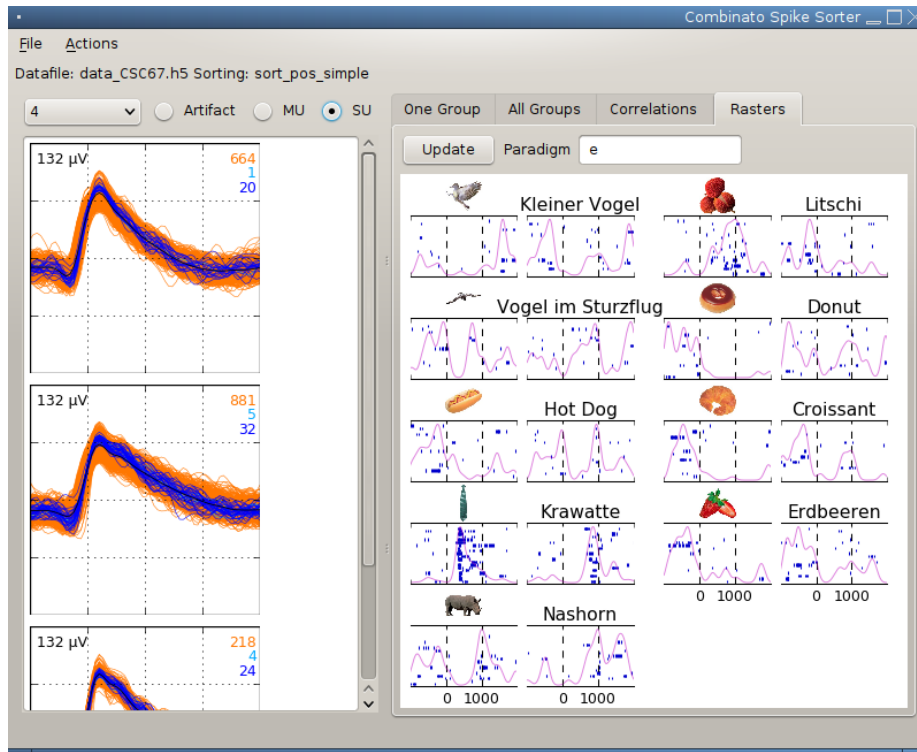 Combinato Spike Sorter
File Actions
Datafile: data_CSC67.h5 Sorting: sort_pos_simple
4 Artifact MU SU
One Group All Groups Correlations Rasters
Update Paradigm e
132 µV 664
1
20
132 µV 881
5
32
132 µV 218
4
24
Kleiner Vogel Litschi
Vogel im Sturzflug Donut
Hot Dog Croissant
Krawatte Erdbeeren
0 1000 0 1000
Nashorn
0 1000 0 1000